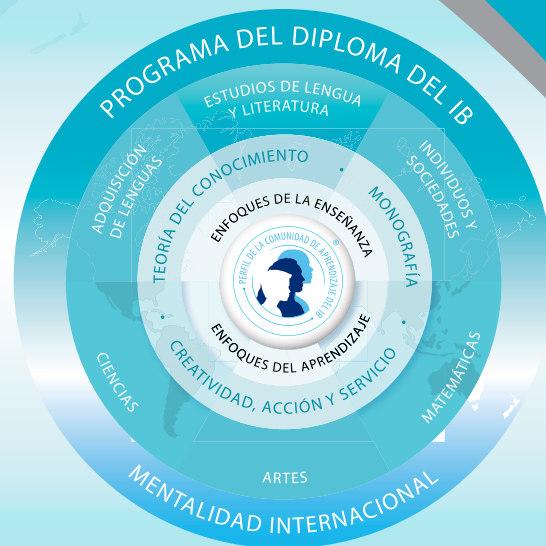 PROGRAMA DEL DIPLOMA DEL IB
ESTUDIOS DE LENGUA
Y LITERATURA
ADQUISICIÓN
DE LENGUAS
INDIVIDUOS Y
SOCIEDADES
TEORÍA DEL CONOCIMIENTO
MONOGRAFÍA
ENFOQUES DE LA ENSEÑANZA
PERFIL DE LA COMUNIDAD DE APRENDIZAJE DEL IB
®
ENFOQUES DEL APRENDIZAJE
CREATIVIDAD, ACCIÓN Y SERVICIO
CIENCIAS
MATEMÁTICAS
ARTES
MENTALIDAD INTERNACIONAL